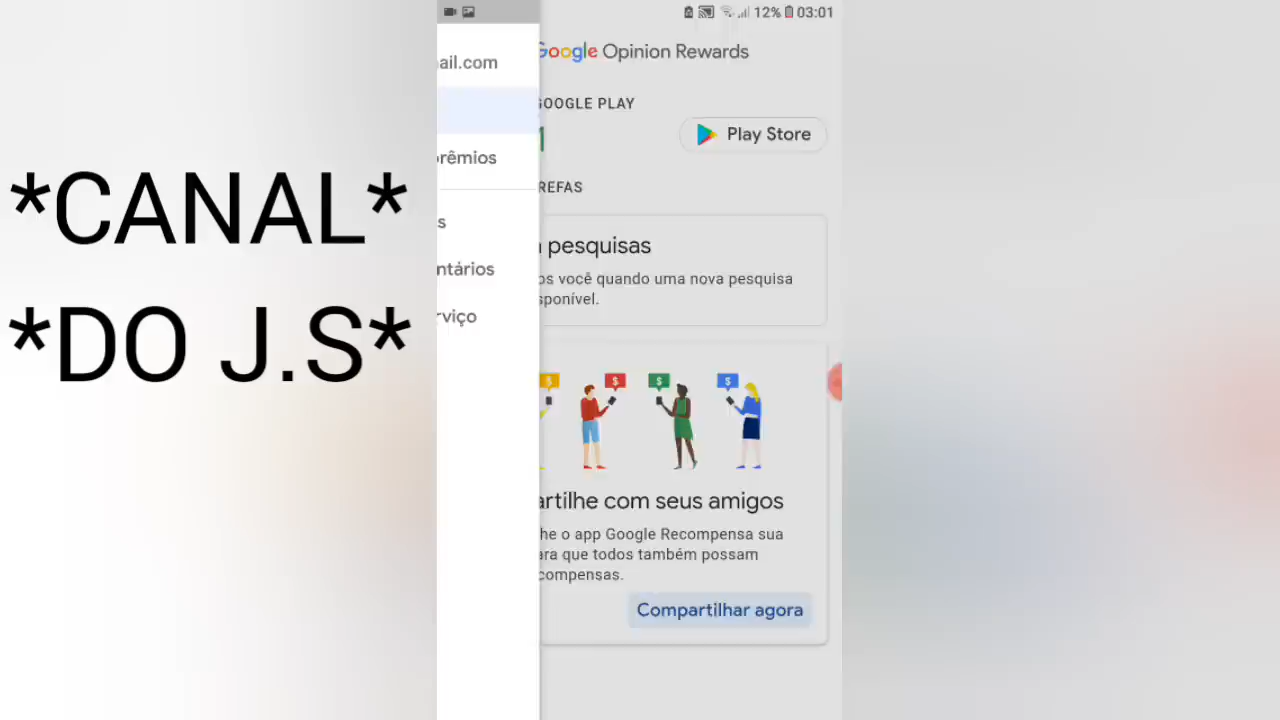 *CANAL*
*DO J.S*
12% 03:01
ail.com
Google Opinion Rewards
GOOGLE PLAY
Play Store
prêmios
REFAS
s
pesquisas
ntários
os você quando uma nova pesquisa
sponível.
rviço
$ $ $ $
artilhe com seus amigos
he o app Google Recompensa sua
ara que todos também possam
compensas.
Compartilhar agora